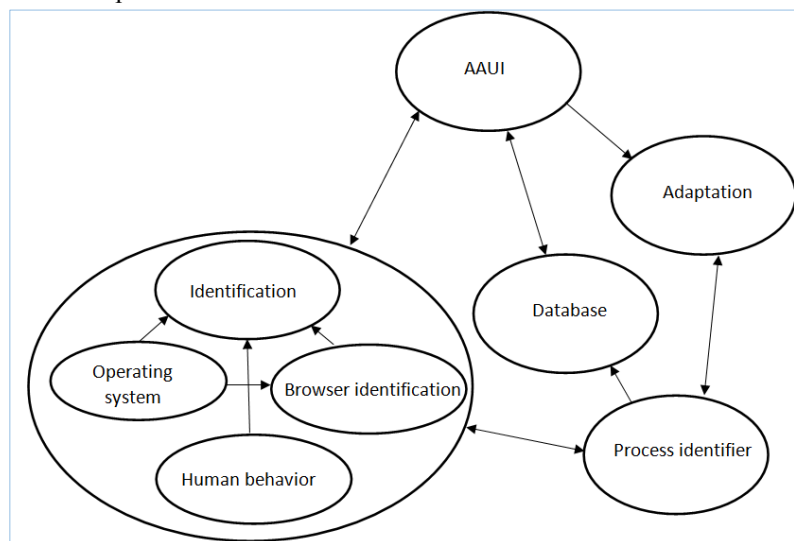 AAUI
Adaptation
Identification
Database
Operating
system
Browser identification
Process identifier
Human behavior